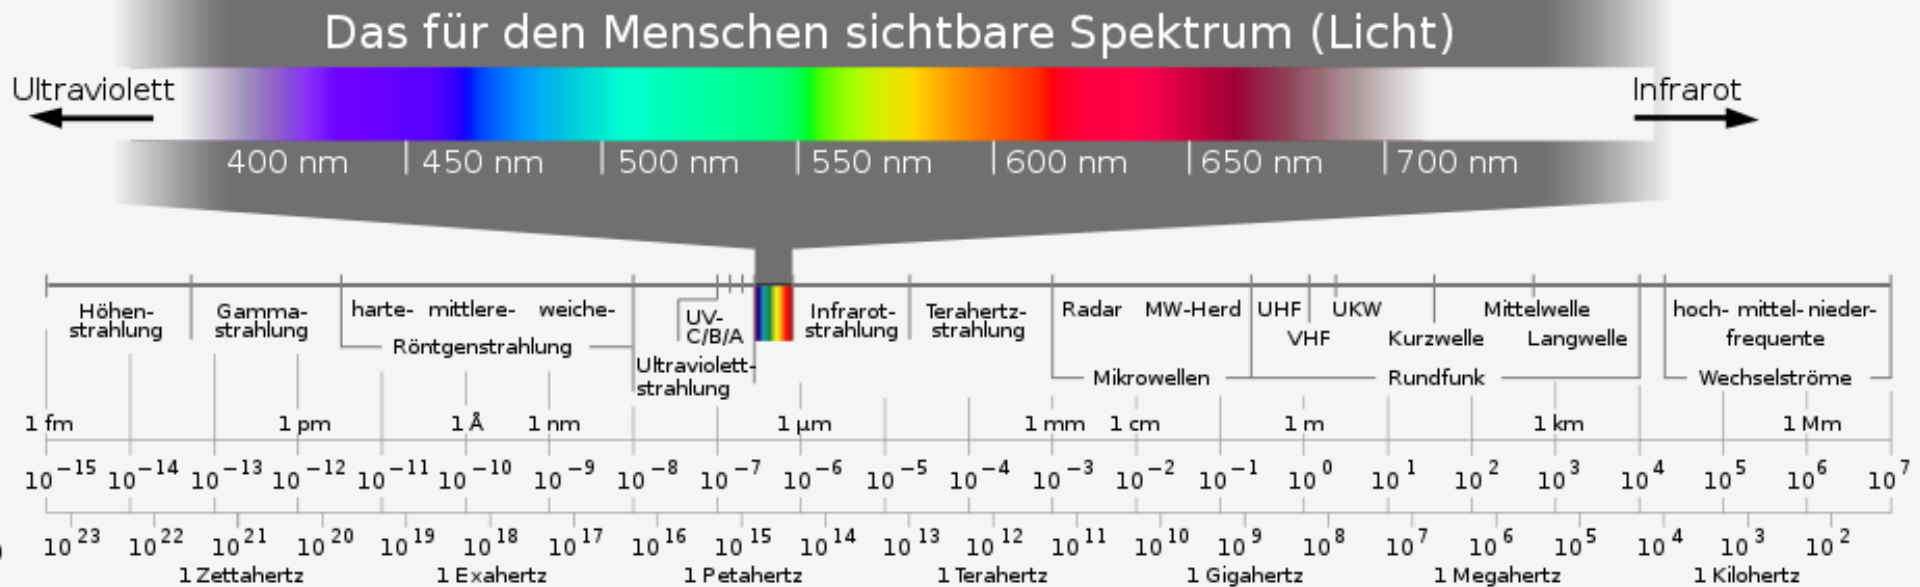 Das für den Menschen sichtbare Spektrum (Licht)
Ultraviolett
Infrarot
400 nm 450 nm 500 nm 550 nm 600 nm 650 nm 700 nm
Höhen-
strahlung
Gamma-
strahlung
harte- mittlere- weiche-
Röntgenstrahlung
UV-
C/B/A
Ultraviolett-
strahlung
Infrarot-
strahlung
Terahertz-
strahlung
Radar MW-Herd
Mikrowellen
UHF UKW Mittelwelle
VHF Kurzwelle Langwelle
Rundfunk
hoch- mittel- nieder-
frequente
Wechselströme
1 fm 1 pm 1 Å 1 nm 1 µm 1 mm 1 cm 1 m 1 km 1 Mm
10⁻¹⁵ 10⁻¹⁴ 10⁻¹³ 10⁻¹² 10⁻¹¹ 10⁻¹⁰ 10⁻⁹ 10⁻⁸ 10⁻⁷ 10⁻⁶ 10⁻⁵ 10⁻⁴ 10⁻³ 10⁻² 10⁻¹ 10⁰ 10¹ 10² 10³ 10⁴ 10⁵ 10⁶ 10⁷
10²³ 10²² 10²¹ 10²⁰ 10¹⁹ 10¹⁸ 10¹⁷ 10¹⁶ 10¹⁵ 10¹⁴ 10¹³ 10¹² 10¹¹ 10¹⁰ 10⁹ 10⁸ 10⁷ 10⁶ 10⁵ 10⁴ 10³ 10²
1 Zettahertz 1 Exahertz 1 Petahertz 1 Terahertz 1 Gigahertz 1 Megahertz 1 Kilohertz